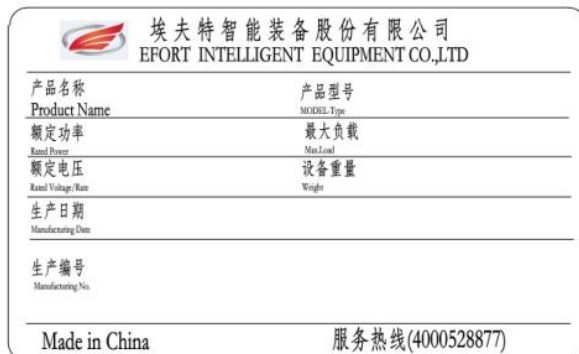 埃夫特智能装备股份有限公司
EFORT INTELLIGENT EQUIPMENT CO.,LTD
产品名称 产品型号
Product Name MODEL-Type
额定功率 最大负载
Rated Power Max.Load
额定电压 设备重量
Rated Voltage/Rate Weight
生产日期
Manufacturing Date
生产编号
Manufacturing No.
Made in China 服务热线(4000528877)